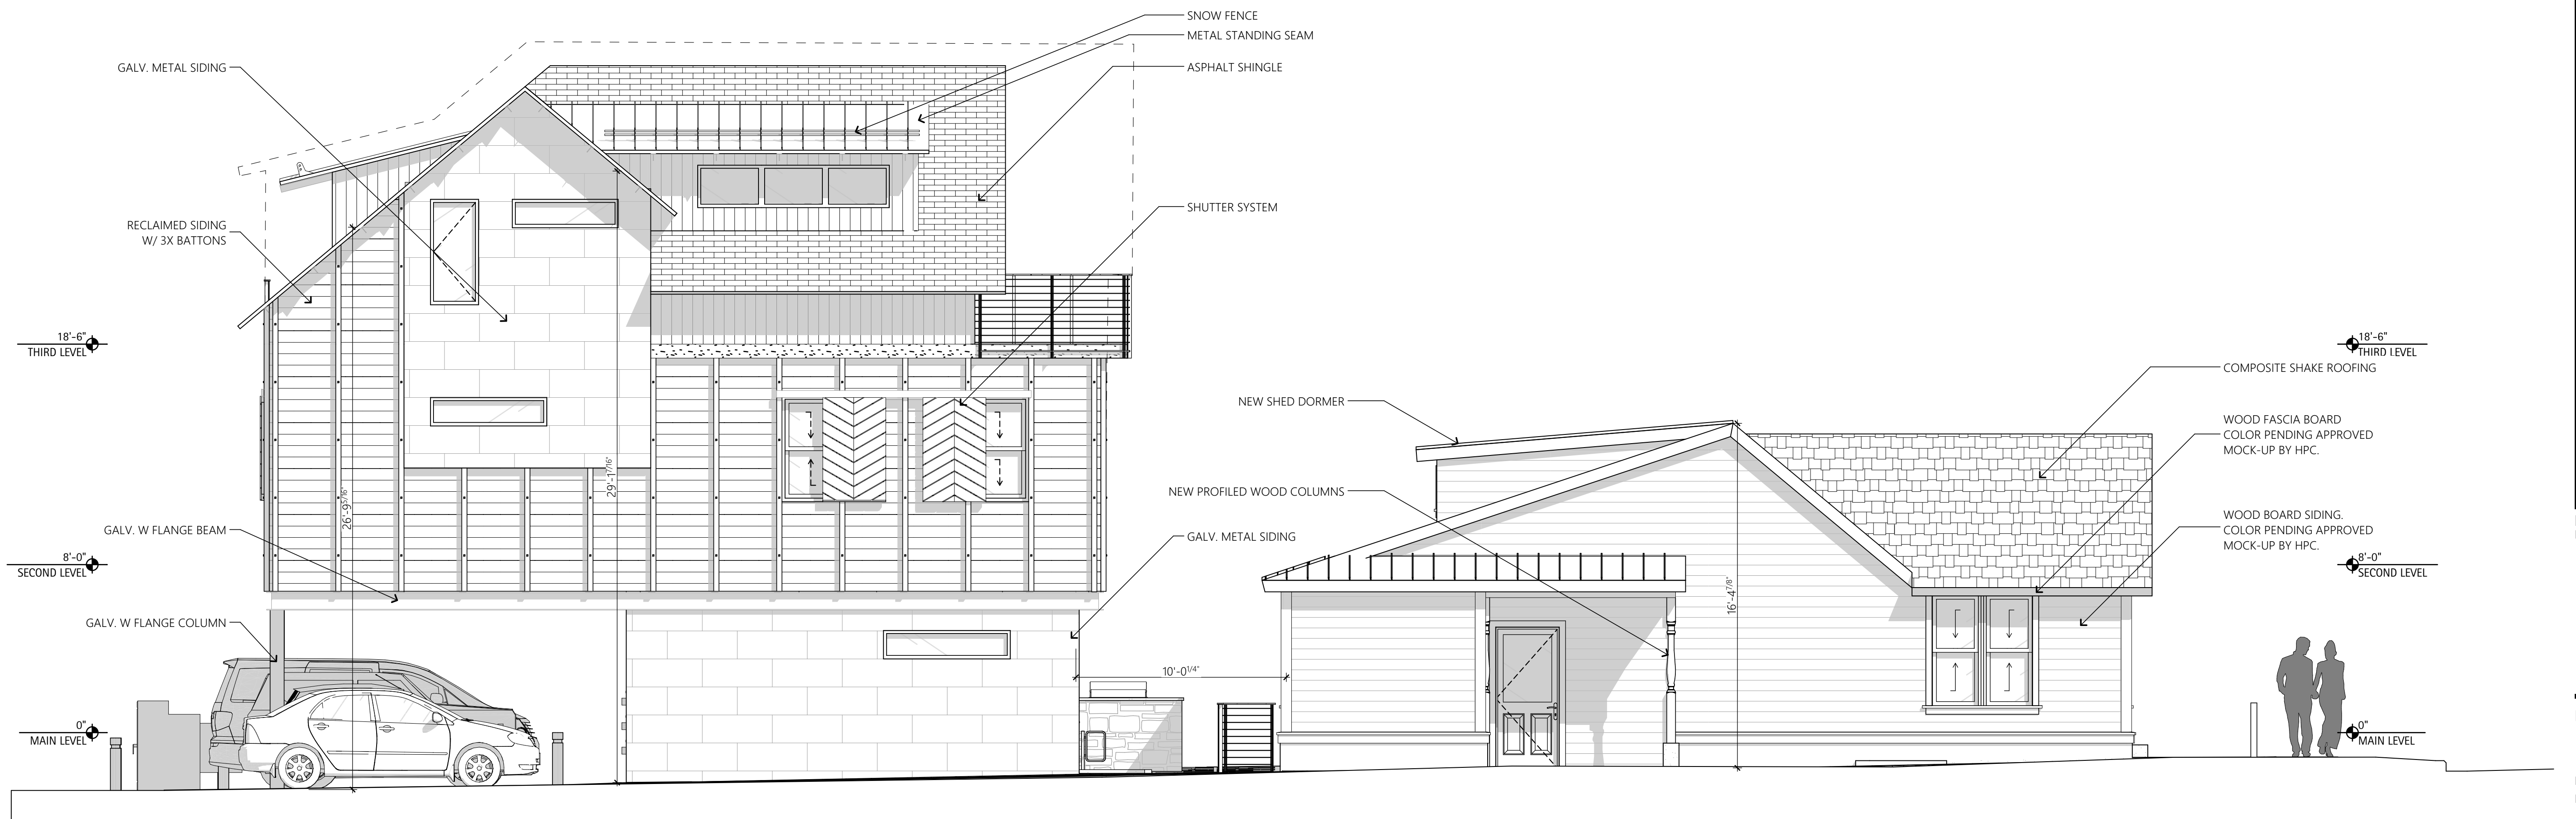 SNOW FENCE
METAL STANDING SEAM
ASPHALT SHINGLE
GALV. METAL SIDING
RECLAIMED SIDING
W/ 3X BATTONS
SHUTTER SYSTEM
18'-6"
THIRD LEVEL
18'-6"
THIRD LEVEL
COMPOSITE SHAKE ROOFING
NEW SHED DORMER
WOOD FASCIA BOARD
COLOR PENDING APPROVED
MOCK-UP BY HPC.
NEW PROFILED WOOD COLUMNS
29'-1 7/16"
26'-9 5/16"
GALV. W FLANGE BEAM
GALV. METAL SIDING
WOOD BOARD SIDING.
COLOR PENDING APPROVED
MOCK-UP BY HPC.
8'-0"
SECOND LEVEL
8'-0"
SECOND LEVEL
16'-4 7/8"
GALV. W FLANGE COLUMN
10'-0 1/4"
0"
MAIN LEVEL
0"
MAIN LEVEL